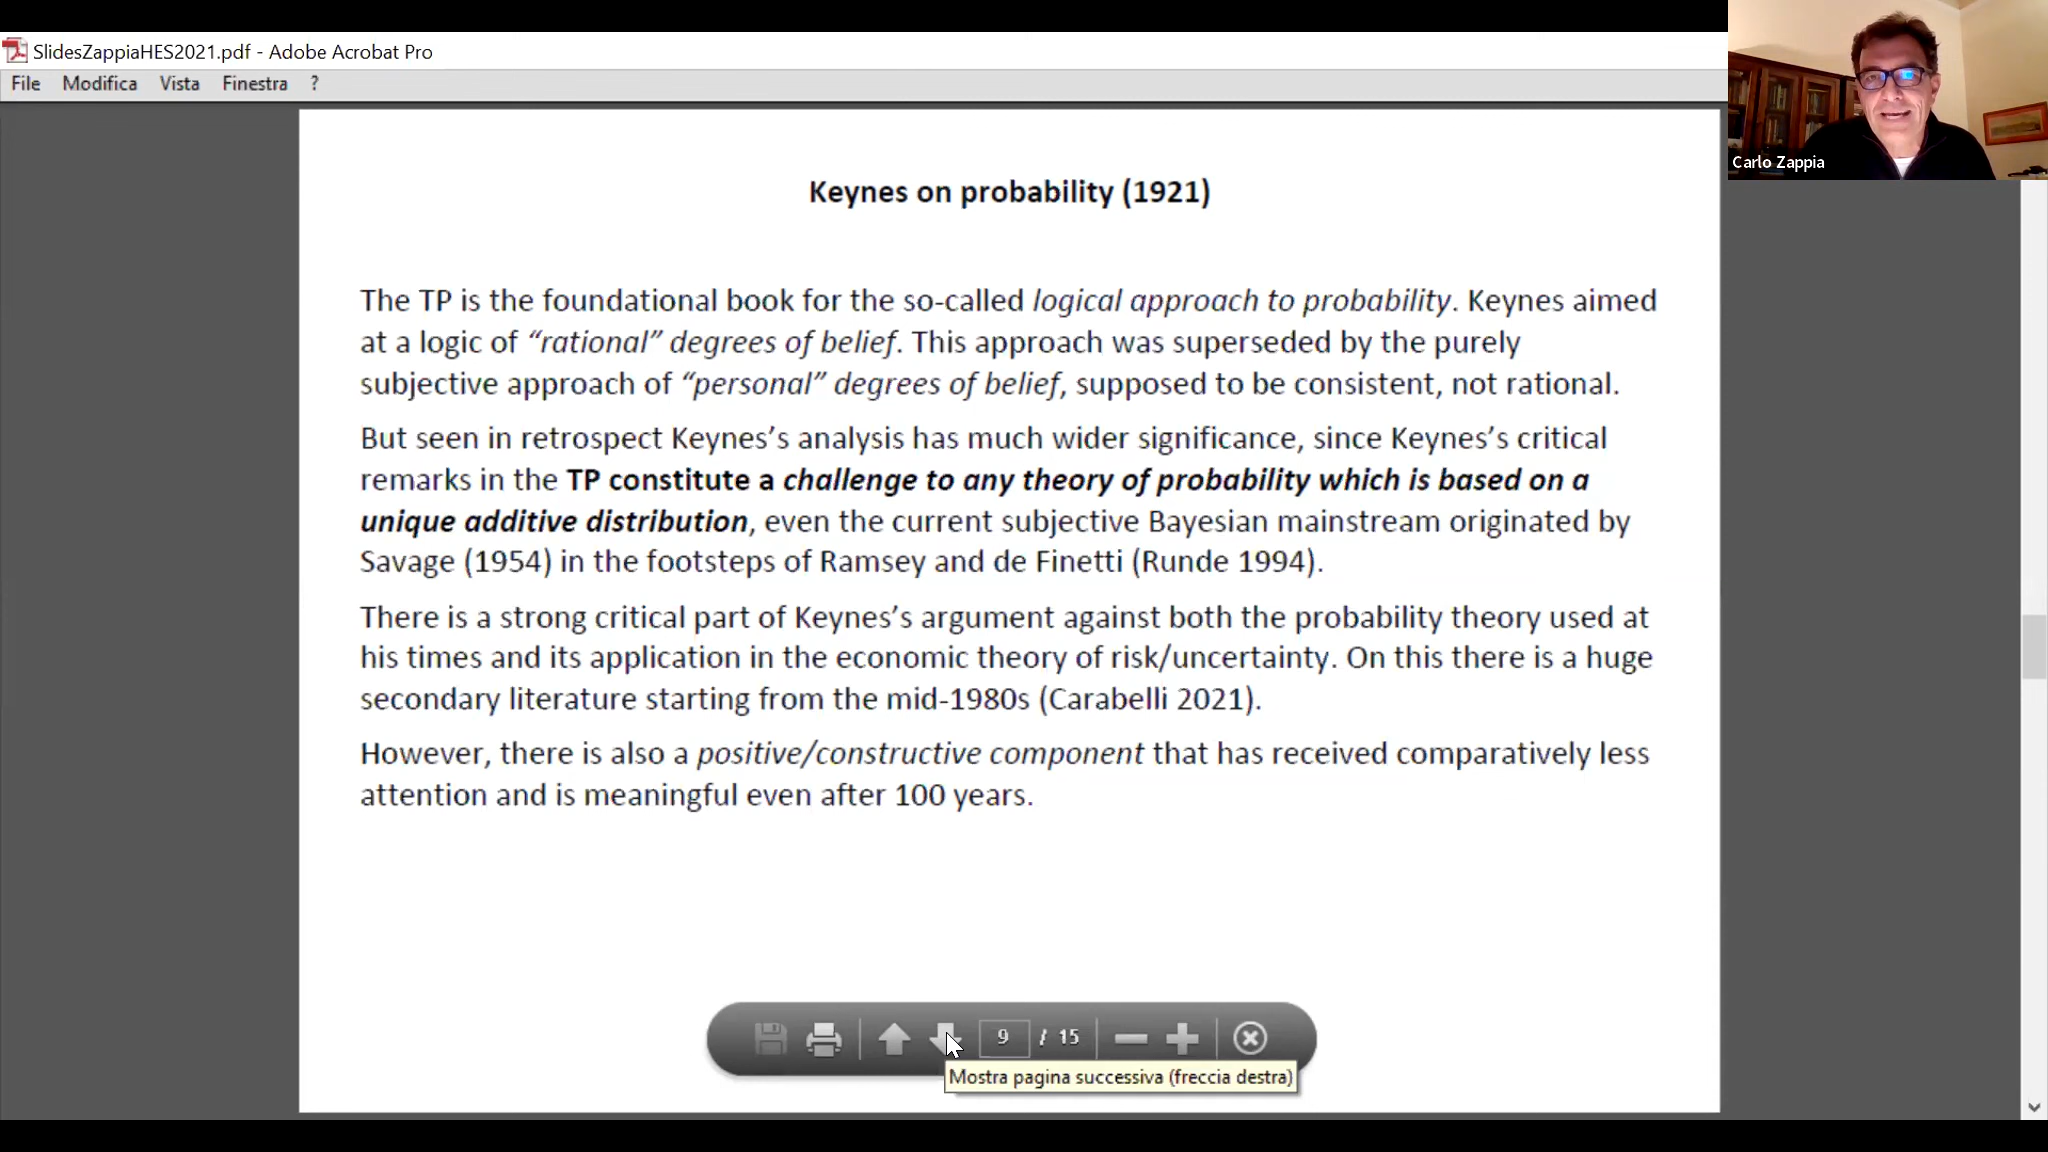 SlidesZappiaHES2021.pdf - Adobe Acrobat Pro
File Modifica Vista Finestra ?
Carlo Zappia
Keynes on probability (1921)
The TP is the foundational book for the so-called logical approach to probability. Keynes aimed
at a logic of “rational” degrees of belief. This approach was superseded by the purely
subjective approach of “personal” degrees of belief, supposed to be consistent, not rational.
But seen in retrospect Keynes’s analysis has much wider significance, since Keynes’s critical
remarks in the TP constitute a challenge to any theory of probability which is based on a
unique additive distribution, even the current subjective Bayesian mainstream originated by
Savage (1954) in the footsteps of Ramsey and de Finetti (Runde 1994).
There is a strong critical part of Keynes’s argument against both the probability theory used at
his times and its application in the economic theory of risk/uncertainty. On this there is a huge
secondary literature starting from the mid-1980s (Carabelli 2021).
However, there is also a positive/constructive component that has received comparatively less
attention and is meaningful even after 100 years.
9 / 15
Mostra pagina successiva (freccia destra)